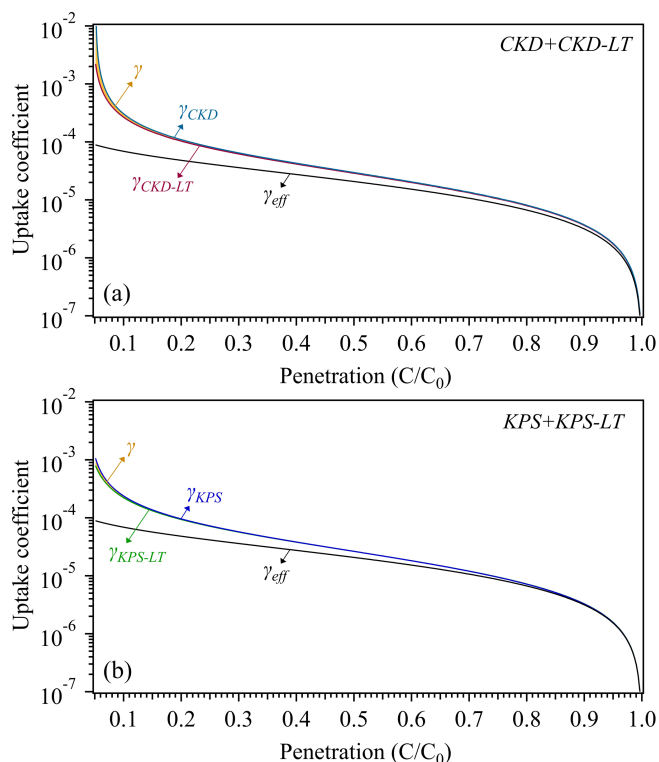 10⁻²
CKD+CKD-LT
10⁻³
γ
γCKD
10⁻⁴
γCKD-LT
γeff
10⁻⁵
10⁻⁶
(a)
10⁻⁷
Uptake coefficient
0.1 0.2 0.3 0.4 0.5 0.6 0.7 0.8 0.9 1.0
Penetration (C/C₀)
10⁻²
KPS+KPS-LT
10⁻³
γ
γKPS
10⁻⁴
γKPS-LT
γeff
10⁻⁵
10⁻⁶
(b)
10⁻⁷
Uptake coefficient
0.1 0.2 0.3 0.4 0.5 0.6 0.7 0.8 0.9 1.0
Penetration (C/C₀)